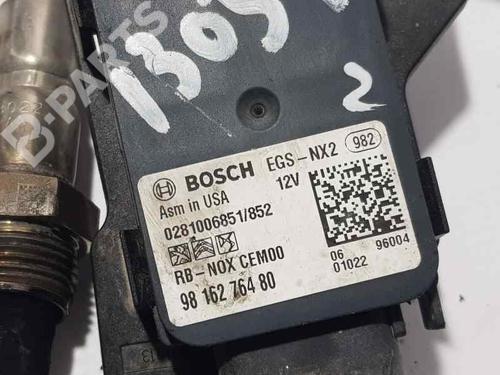 B-PARTS
1309
2
BOSCH EGS-NX2 982
Asm in USA 12V
0281006851/852
RB-NOX CEM00
98 162 764 80
96004
06
01022